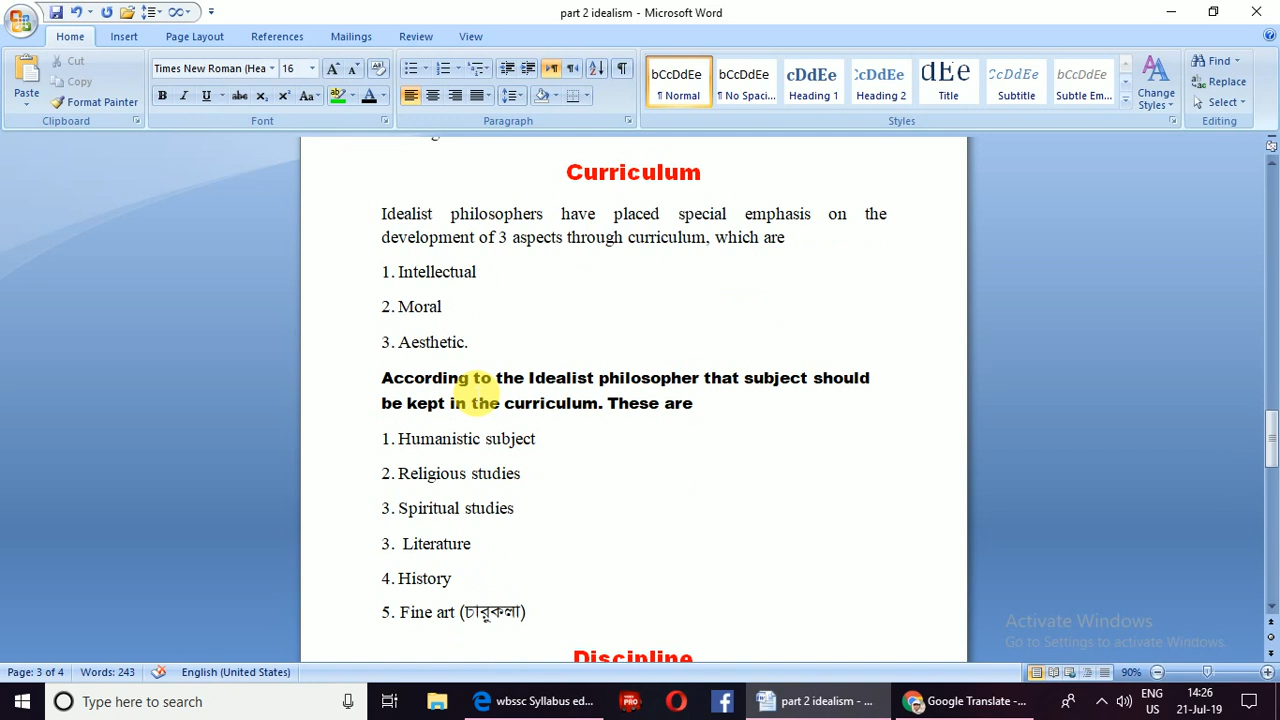 part 2 idealism - Microsoft Word
Home Insert Page Layout References Mailings Review View
Paste
Cut
Copy
Format Painter
Clipboard
Times New Roman (Hea 16
Font
Paragraph
bCcDdEe bCcDdEe cDdEe CcDdEe bDdEe CcDdEe bCcDdEe
¶ Normal ¶ No Spaci... Heading 1 Heading 2 Title Subtitle Subtle Em...
Change
Styles
Styles
Find
Replace
Select
Editing
Curriculum
Idealist philosophers have placed special emphasis on the
development of 3 aspects through curriculum, which are
1. Intellectual
2. Moral
3. Aesthetic.
According to the Idealist philosopher that subject should
be kept in the curriculum. These are
1. Humanistic subject
2. Religious studies
3. Spiritual studies
3. Literature
4. History
5. Fine art (চারুকলা)
Discipline
Activate Windows
Go to Settings to activate Windows.
Page: 3 of 4 Words: 243 English (United States) 90%
Type here to search
wbssc Syllabus ed...
part 2 idealism - ...
Google Translate - ...
ENG
US
14:26
21-Jul-19